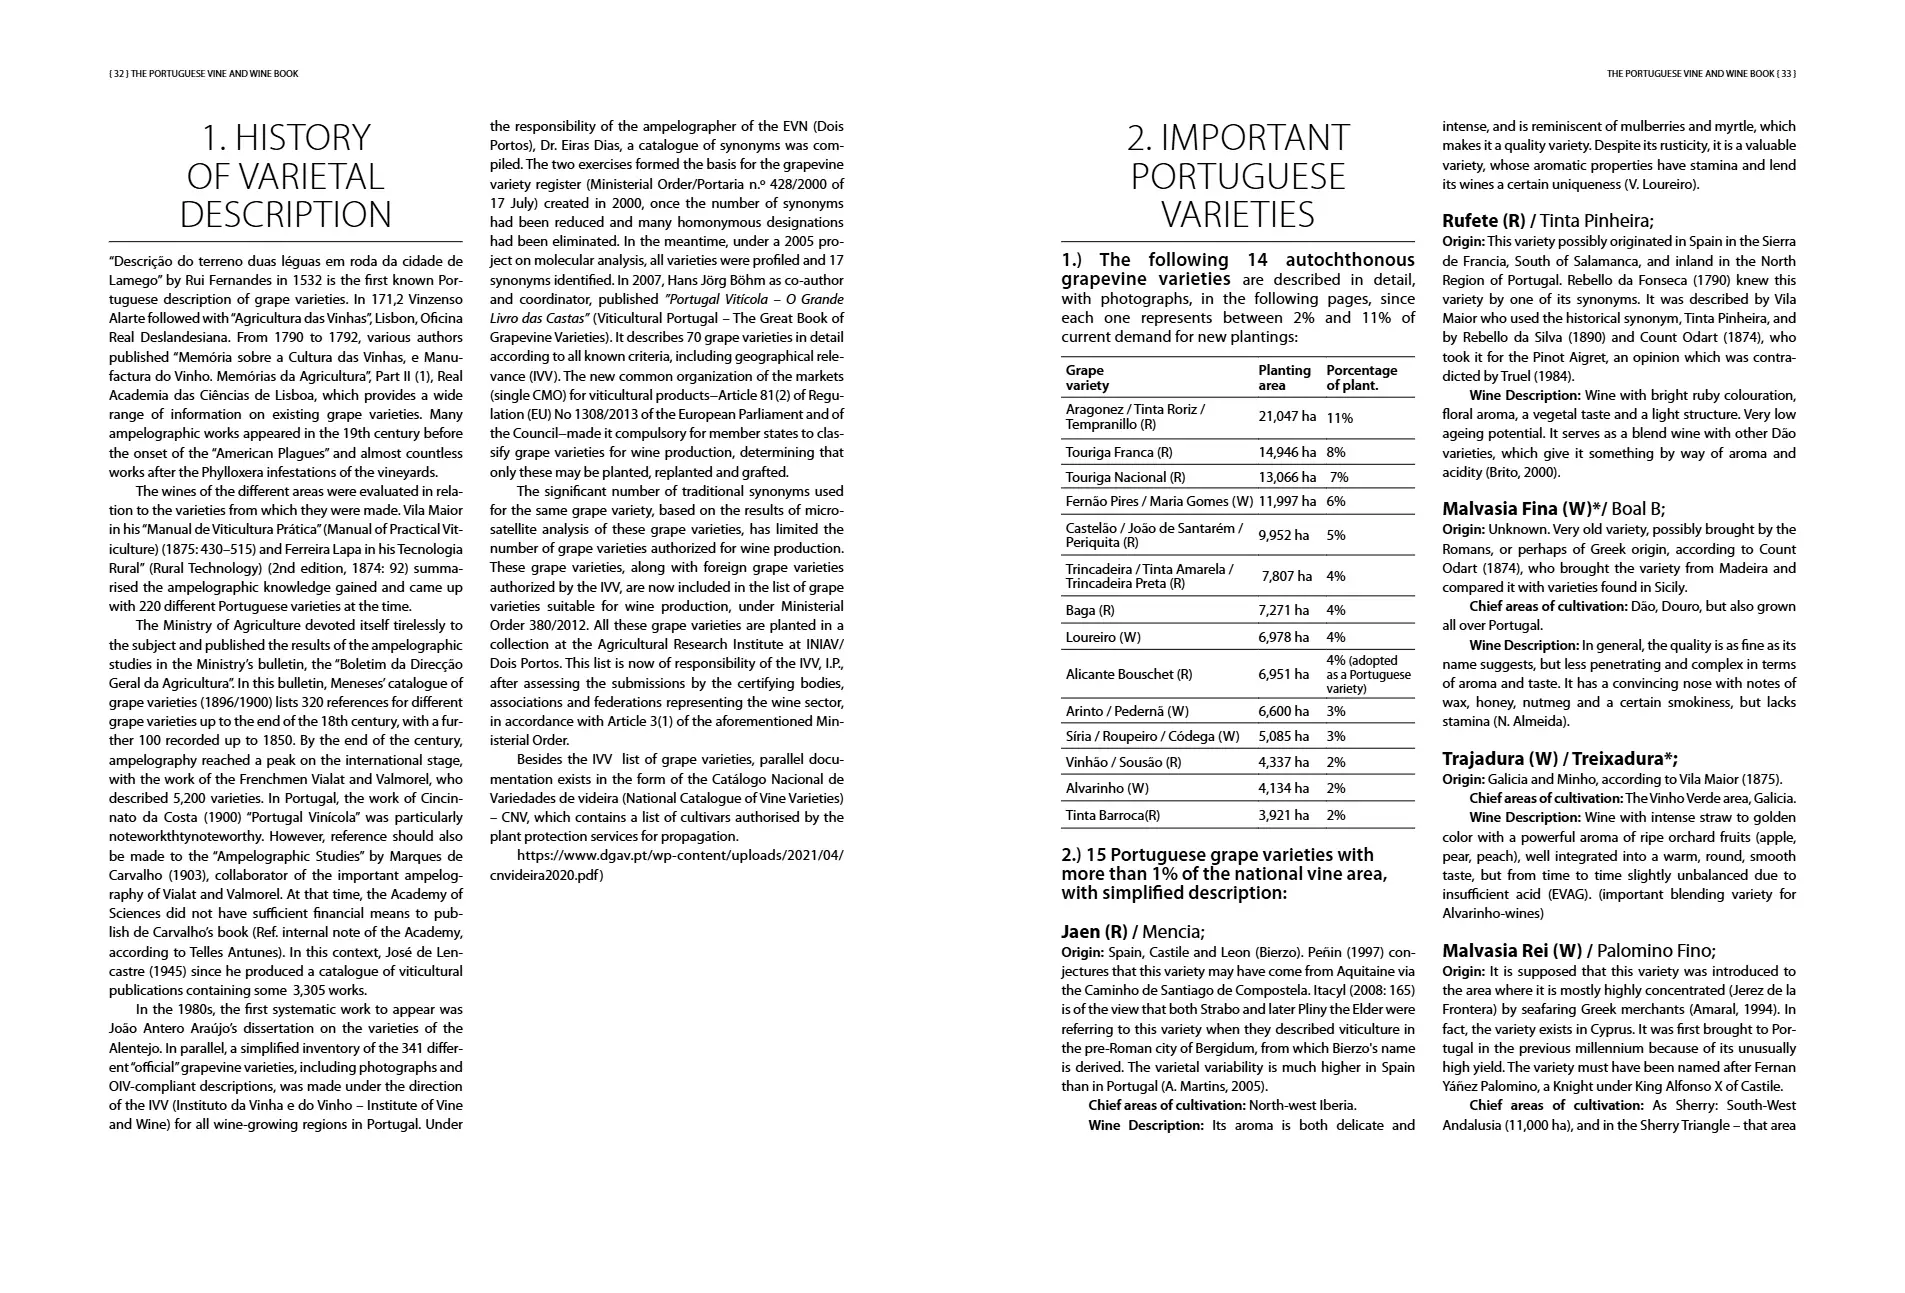 { 32 } THE PORTUGUESE VINE AND WINE BOOK
1. HISTORY
OF VARIETAL
DESCRIPTION
“Descrição do terreno duas léguas em roda da cidade de
Lamego” by Rui Fernandes in 1532 is the first known Por-
tuguese description of grape varieties. In 171,2 Vinzenso
Alarte followed with “Agricultura das Vinhas”, Lisbon, Oficina
Real Deslandesiana. From 1790 to 1792, various authors
published “Memória sobre a Cultura das Vinhas, e Manu-
factura do Vinho. Memórias da Agricultura”, Part II (1), Real
Academia das Ciências de Lisboa, which provides a wide
range of information on existing grape varieties. Many
ampelographic works appeared in the 19th century before
the onset of the “American Plagues” and almost countless
works after the Phylloxera infestations of the vineyards.
The wines of the different areas were evaluated in rela-
tion to the varieties from which they were made. Vila Maior
in his “Manual de Viticultura Prática” (Manual of Practical Vit-
iculture) (1875: 430–515) and Ferreira Lapa in his Tecnologia
Rural” (Rural Technology) (2nd edition, 1874: 92) summa-
rised the ampelographic knowledge gained and came up
with 220 different Portuguese varieties at the time.
The Ministry of Agriculture devoted itself tirelessly to
the subject and published the results of the ampelographic
studies in the Ministry’s bulletin, the “Boletim da Direcção
Geral da Agricultura”. In this bulletin, Meneses’ catalogue of
grape varieties (1896/1900) lists 320 references for different
grape varieties up to the end of the 18th century, with a fur-
ther 100 recorded up to 1850. By the end of the century,
ampelography reached a peak on the international stage,
with the work of the Frenchmen Vialat and Valmorel, who
described 5,200 varieties. In Portugal, the work of Cincin-
nato da Costa (1900) “Portugal Vinícola” was particularly
noteworkthtynoteworthy. However, reference should also
be made to the “Ampelographic Studies” by Marques de
Carvalho (1903), collaborator of the important ampelog-
raphy of Vialat and Valmorel. At that time, the Academy of
Sciences did not have sufficient financial means to pub-
lish de Carvalho’s book (Ref. internal note of the Academy,
according to Telles Antunes). In this context, José de Len-
castre (1945) since he produced a catalogue of viticultural
publications containing some 3,305 works.
In the 1980s, the first systematic work to appear was
João Antero Araújo’s dissertation on the varieties of the
Alentejo. In parallel, a simplified inventory of the 341 differ-
ent “official” grapevine varieties, including photographs and
OIV-compliant descriptions, was made under the direction
of the IVV (Instituto da Vinha e do Vinho – Institute of Vine
and Wine) for all wine-growing regions in Portugal. Under
the responsibility of the ampelographer of the EVN (Dois
Portos), Dr. Eiras Dias, a catalogue of synonyms was com-
piled. The two exercises formed the basis for the grapevine
variety register (Ministerial Order/Portaria n.º 428/2000 of
17 July) created in 2000, once the number of synonyms
had been reduced and many homonymous designations
had been eliminated. In the meantime, under a 2005 pro-
ject on molecular analysis, all varieties were profiled and 17
synonyms identified. In 2007, Hans Jörg Böhm as co-author
and coordinator, published “Portugal Vitícola – O Grande
Livro das Castas” (Viticultural Portugal – The Great Book of
Grapevine Varieties). It describes 70 grape varieties in detail
according to all known criteria, including geographical rele-
vance (IVV). The new common organization of the markets
(single CMO) for viticultural products—Article 81(2) of Regu-
lation (EU) No 1308/2013 of the European Parliament and of
the Council—made it compulsory for member states to clas-
sify grape varieties for wine production, determining that
only these may be planted, replanted and grafted.
The significant number of traditional synonyms used
for the same grape variety, based on the results of micro-
satellite analysis of these grape varieties, has limited the
number of grape varieties authorized for wine production.
These grape varieties, along with foreign grape varieties
authorized by the IVV, are now included in the list of grape
varieties suitable for wine production, under Ministerial
Order 380/2012. All these grape varieties are planted in a
collection at the Agricultural Research Institute at INIAV/
Dois Portos. This list is now of responsibility of the IVV, I.P.,
after assessing the submissions by the certifying bodies,
associations and federations representing the wine sector,
in accordance with Article 3(1) of the aforementioned Min-
isterial Order.
Besides the IVV list of grape varieties, parallel docu-
mentation exists in the form of the Catálogo Nacional de
Variedades de videira (National Catalogue of Vine Varieties)
– CNV, which contains a list of cultivars authorised by the
plant protection services for propagation.
https://www.dgav.pt/wp-content/uploads/2021/04/
cnvideira2020.pdf)
THE PORTUGUESE VINE AND WINE BOOK { 33 }
2. IMPORTANT
PORTUGUESE
VARIETIES
1.) The following 14 autochthonous
grapevine varieties are described in detail,
with photographs, in the following pages, since
each one represents between 2% and 11% of
current demand for new plantings:
Grape variety Planting area Porcentage of plant.
Aragonez / Tinta Roriz / Tempranillo (R) 21,047 ha 11%
Touriga Franca (R) 14,946 ha 8%
Touriga Nacional (R) 13,066 ha 7%
Fernão Pires / Maria Gomes (W) 11,997 ha 6%
Castelão / João de Santarém / Periquita (R) 9,952 ha 5%
Trincadeira / Tinta Amarela / Trincadeira Preta (R) 7,807 ha 4%
Baga (R) 7,271 ha 4%
Loureiro (W) 6,978 ha 4%
Alicante Bouschet (R) 6,951 ha 4% (adopted as a Portuguese variety)
Arinto / Pedernã (W) 6,600 ha 3%
Síria / Roupeiro / Códega (W) 5,085 ha 3%
Vinhão / Sousão (R) 4,337 ha 2%
Alvarinho (W) 4,134 ha 2%
Tinta Barroca(R) 3,921 ha 2%
2.) 15 Portuguese grape varieties with
more than 1% of the national vine area,
with simplified description:
Jaen (R) / Mencia;
Origin: Spain, Castile and Leon (Bierzo). Peñin (1997) con-
jectures that this variety may have come from Aquitaine via
the Caminho de Santiago de Compostela. Itacyl (2008: 165)
is of the view that both Strabo and later Pliny the Elder were
referring to this variety when they described viticulture in
the pre-Roman city of Bergidum, from which Bierzo's name
is derived. The varietal variability is much higher in Spain
than in Portugal (A. Martins, 2005).
Chief areas of cultivation: North-west Iberia.
Wine Description: Its aroma is both delicate and
intense, and is reminiscent of mulberries and myrtle, which
makes it a quality variety. Despite its rusticity, it is a valuable
variety, whose aromatic properties have stamina and lend
its wines a certain uniqueness (V. Loureiro).
Rufete (R) / Tinta Pinheira;
Origin: This variety possibly originated in Spain in the Sierra
de Francia, South of Salamanca, and inland in the North
Region of Portugal. Rebello da Fonseca (1790) knew this
variety by one of its synonyms. It was described by Vila
Maior who used the historical synonym, Tinta Pinheira, and
by Rebello da Silva (1890) and Count Odart (1874), who
took it for the Pinot Aigret, an opinion which was contra-
dicted by Truel (1984).
Wine Description: Wine with bright ruby colouration,
floral aroma, a vegetal taste and a light structure. Very low
ageing potential. It serves as a blend wine with other Dão
varieties, which give it something by way of aroma and
acidity (Brito, 2000).
Malvasia Fina (W)*/ Boal B;
Origin: Unknown. Very old variety, possibly brought by the
Romans, or perhaps of Greek origin, according to Count
Odart (1874), who brought the variety from Madeira and
compared it with varieties found in Sicily.
Chief areas of cultivation: Dão, Douro, but also grown
all over Portugal.
Wine Description: In general, the quality is as fine as its
name suggests, but less penetrating and complex in terms
of aroma and taste. It has a convincing nose with notes of
wax, honey, nutmeg and a certain smokiness, but lacks
stamina (N. Almeida).
Trajadura (W) / Treixadura*;
Origin: Galicia and Minho, according to Vila Maior (1875).
Chief areas of cultivation: The Vinho Verde area, Galicia.
Wine Description: Wine with intense straw to golden
color with a powerful aroma of ripe orchard fruits (apple,
pear, peach), well integrated into a warm, round, smooth
taste, but from time to time slightly unbalanced due to
insufficient acid (EVAG). (important blending variety for
Alvarinho-wines)
Malvasia Rei (W) / Palomino Fino;
Origin: It is supposed that this variety was introduced to
the area where it is mostly highly concentrated (Jerez de la
Frontera) by seafaring Greek merchants (Amaral, 1994). In
fact, the variety exists in Cyprus. It was first brought to Por-
tugal in the previous millennium because of its unusually
high yield. The variety must have been named after Fernan
Yáñez Palomino, a Knight under King Alfonso X of Castile.
Chief areas of cultivation: As Sherry: South-West
Andalusia (11,000 ha), and in the Sherry Triangle – that area